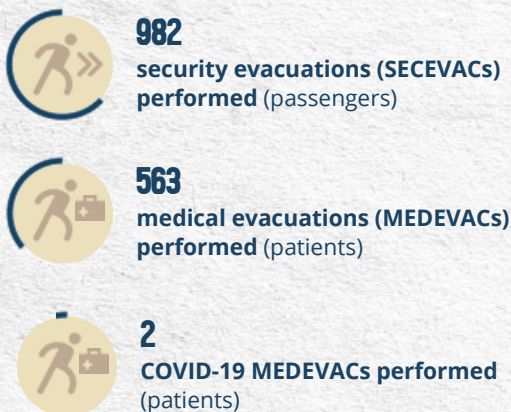 982
security evacuations (SECEVACs)
performed (passengers)
563
medical evacuations (MEDEVACs)
performed (patients)
2
COVID-19 MEDEVACs performed
(patients)